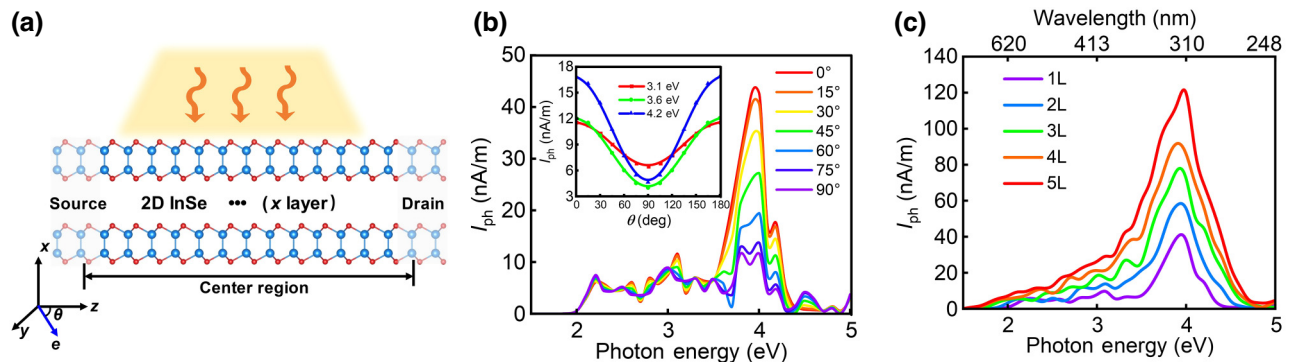 (a)
Source 2D InSe ••• (x layer) Drain
Center region
x
z
y
θ
e
(b)
I_ph (nA/m)
50
40
30
20
10
0
2 3 4 5
Photon energy (eV)
0°
15°
30°
45°
60°
75°
90°
I_ph (nA/m)
18
15
12
9
6
3
0 30 60 90 120 150 180
θ (deg)
3.1 eV
3.6 eV
4.2 eV
(c)
Wavelength (nm)
620 413 310 248
I_ph (nA/m)
140
120
100
80
60
40
20
0
2 3 4 5
Photon energy (eV)
1L
2L
3L
4L
5L